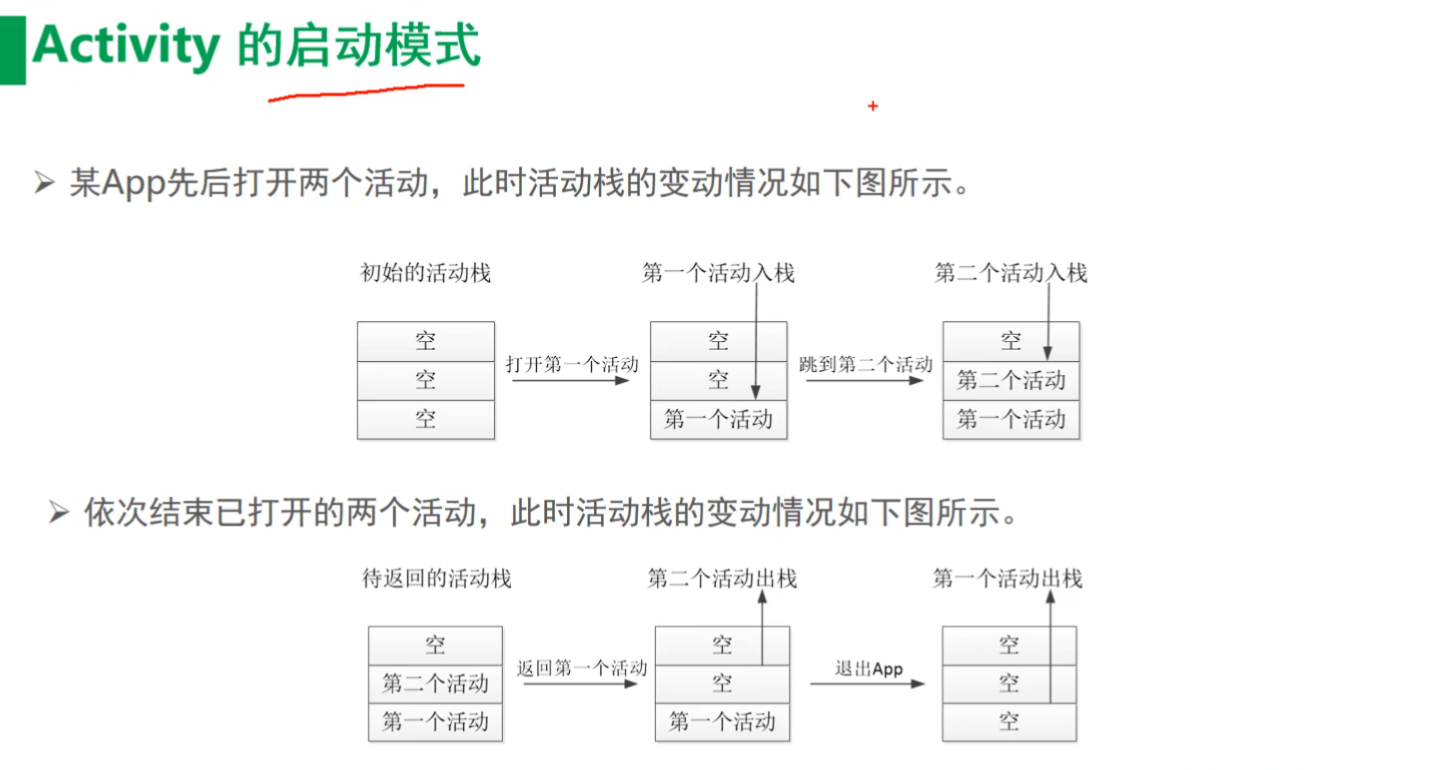 Activity 的启动模式
某App先后打开两个活动，此时活动栈的变动情况如下图所示。
初始的活动栈 第一个活动入栈 第二个活动入栈
空 空 空
打开第一个活动 跳到第二个活动
空 空 第二个活动
空 第一个活动 第一个活动
依次结束已打开的两个活动，此时活动栈的变动情况如下图所示。
待返回的活动栈 第二个活动出栈 第一个活动出栈
空 空 空
返回第一个活动 退出App
第二个活动 空 空
第一个活动 第一个活动 空